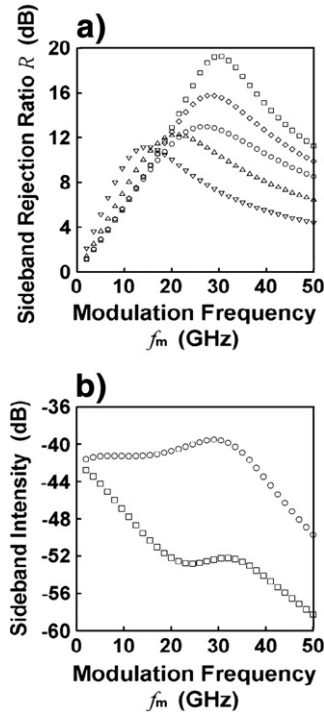 a)
Sideband Rejection Ratio R (dB)
20
16
12
8
4
0
0 10 20 30 40 50
Modulation Frequency
fm (GHz)
b)
Sideband Intensity (dB)
-36
-40
-44
-48
-52
-56
-60
0 10 20 30 40 50
Modulation Frequency
fm (GHz)